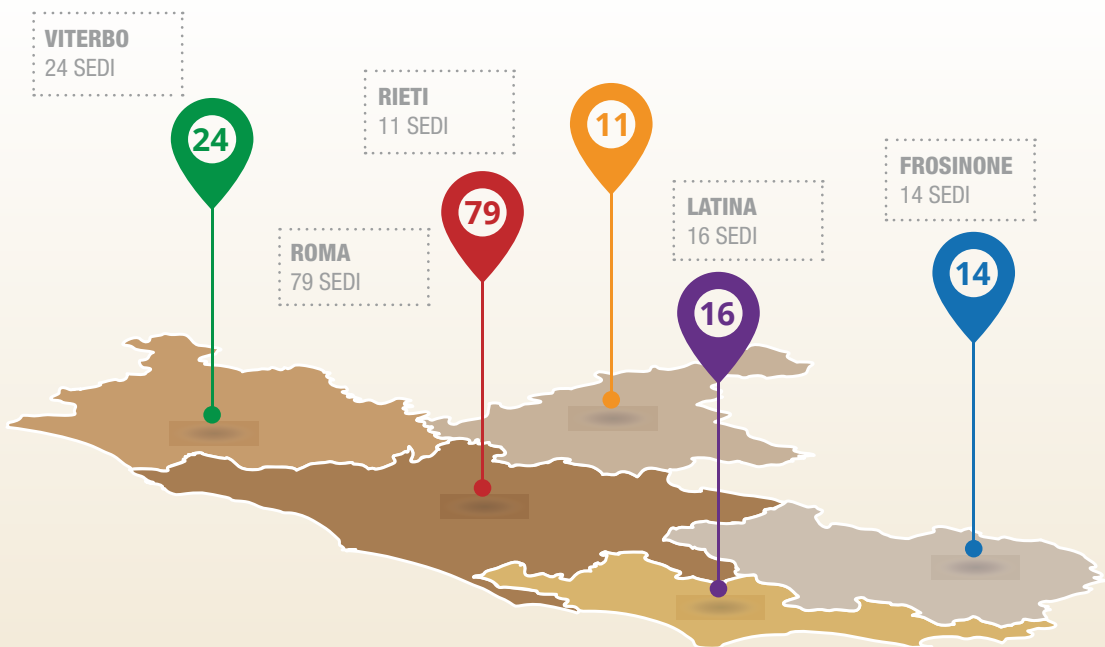 VITERBO
24 SEDI
24
RIETI
11 SEDI
11
ROMA
79 SEDI
79
LATINA
16 SEDI
16
FROSINONE
14 SEDI
14